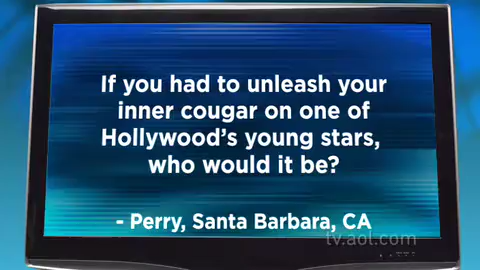 If you had to unleash your
inner cougar on one of
Hollywood's young stars,
who would it be?
- Perry, Santa Barbara, CA
tv.aol.com